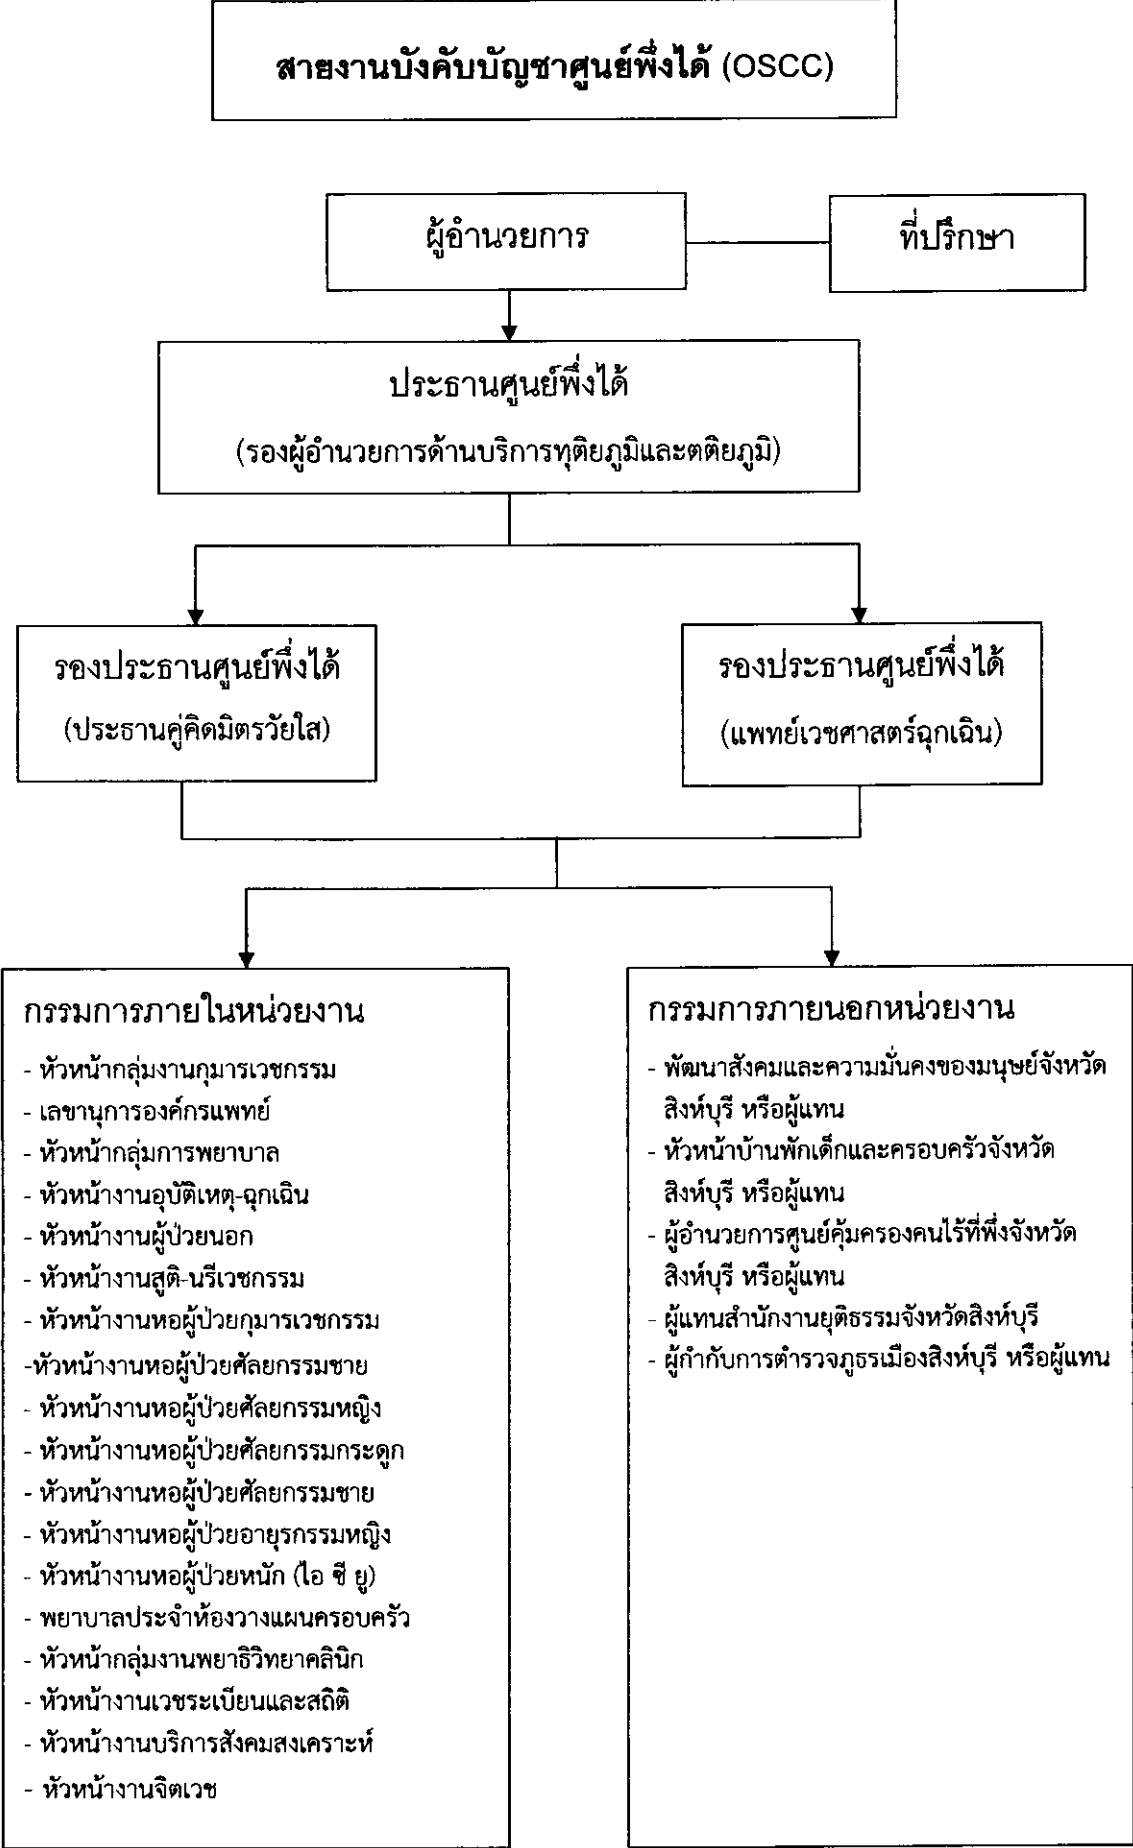 สายงานบังคับบัญชาศูนย์พึ่งได้ (OSCC)
ผู้อำนวยการ
ที่ปรึกษา
ประธานศูนย์พึ่งได้
(รองผู้อำนวยการด้านบริการทุติยภูมิและตติยภูมิ)
รองประธานศูนย์พึ่งได้
(ประธานคู่คิดมิตรวัยใส)
รองประธานศูนย์พึ่งได้
(แพทย์เวชศาสตร์ฉุกเฉิน)
กรรมการภายในหน่วยงาน
- หัวหน้ากลุ่มงานกุมารเวชกรรม
- เลขานุการองค์กรแพทย์
- หัวหน้ากลุ่มการพยาบาล
- หัวหน้างานอุบัติเหตุ-ฉุกเฉิน
- หัวหน้างานผู้ป่วยนอก
- หัวหน้างานสูติ-นรีเวชกรรม
- หัวหน้างานหอผู้ป่วยกุมารเวชกรรม
-หัวหน้างานหอผู้ป่วยศัลยกรรมชาย
- หัวหน้างานหอผู้ป่วยศัลยกรรมหญิง
- หัวหน้างานหอผู้ป่วยศัลยกรรมกระดูก
- หัวหน้างานหอผู้ป่วยศัลยกรรมชาย
- หัวหน้างานหอผู้ป่วยอายุรกรรมหญิง
- หัวหน้างานหอผู้ป่วยหนัก (ไอ ซี ยู)
- พยาบาลประจำห้องวางแผนครอบครัว
- หัวหน้ากลุ่มงานพยาธิวิทยาคลินิก
- หัวหน้างานเวชระเบียนและสถิติ
- หัวหน้างานบริการสังคมสงเคราะห์
- หัวหน้างานจิตเวช
กรรมการภายนอกหน่วยงาน
- พัฒนาสังคมและความมั่นคงของมนุษย์จังหวัด
สิงห์บุรี หรือผู้แทน
- หัวหน้าบ้านพักเด็กและครอบครัวจังหวัด
สิงห์บุรี หรือผู้แทน
- ผู้อำนวยการศูนย์คุ้มครองคนไร้ที่พึ่งจังหวัด
สิงห์บุรี หรือผู้แทน
- ผู้แทนสำนักงานยุติธรรมจังหวัดสิงห์บุรี
- ผู้กำกับการตำรวจภูธรเมืองสิงห์บุรี หรือผู้แทน